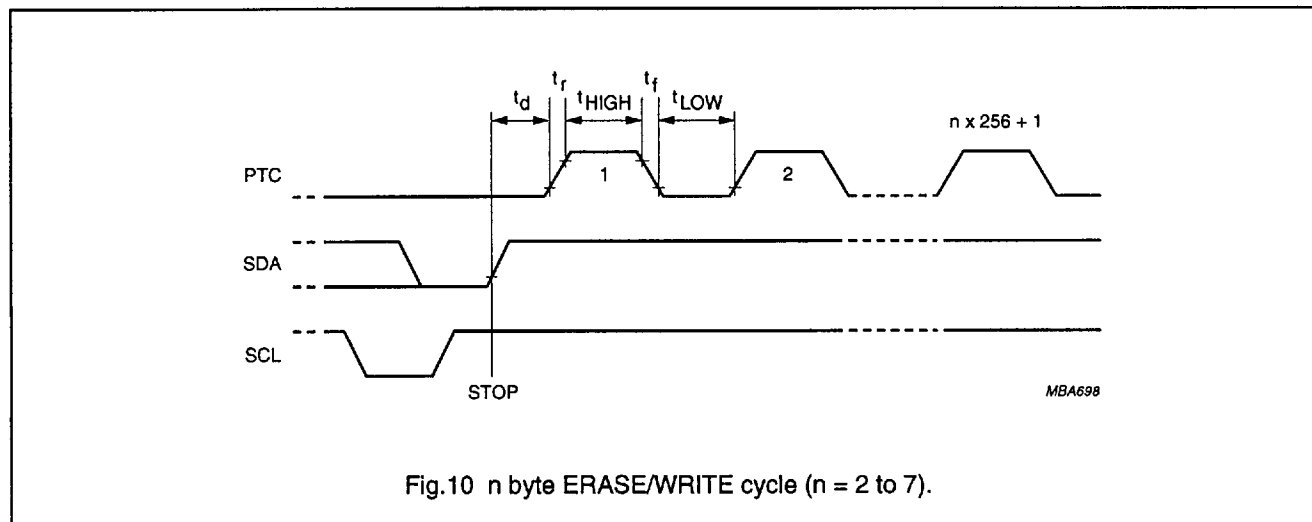 t_d t_r t_HIGH t_f t_LOW
n x 256 + 1
PTC
1
2
SDA
SCL
STOP
MBA698
Fig.10 n byte ERASE/WRITE cycle (n = 2 to 7).